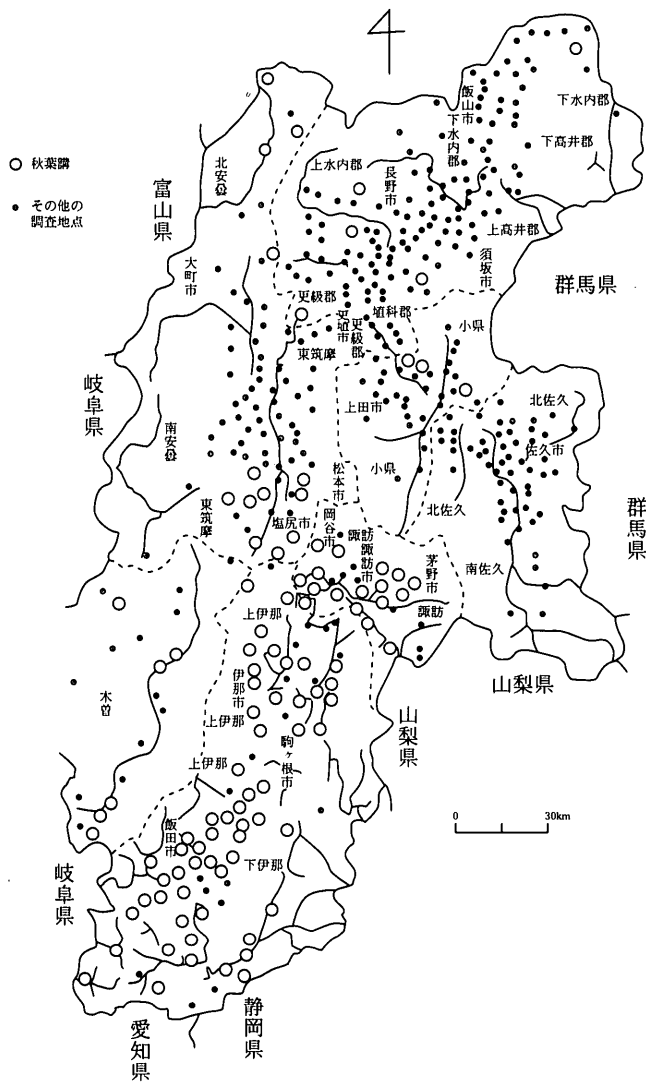 秋葉講
その他の
調査地点
富山県
岐阜県
岐阜県
愛知県
静岡県
山梨県
山梨県
群馬県
群馬県
北安曇
大町市
南安曇
東筑摩
木曽
上水内郡
長野市
飯山市
下水内郡
下水内郡
下高井郡
上高井郡
須坂市
更級郡
更埴市
更級郡
埴科郡
小県
東筑摩
上田市
小県
松本市
北佐久
佐久市
北佐久
南佐久
塩尻市
岡谷市
諏訪
諏訪市
茅野市
諏訪
上伊那
伊那市
上伊那
上伊那
駒ヶ根市
飯田市
下伊那
0
30km